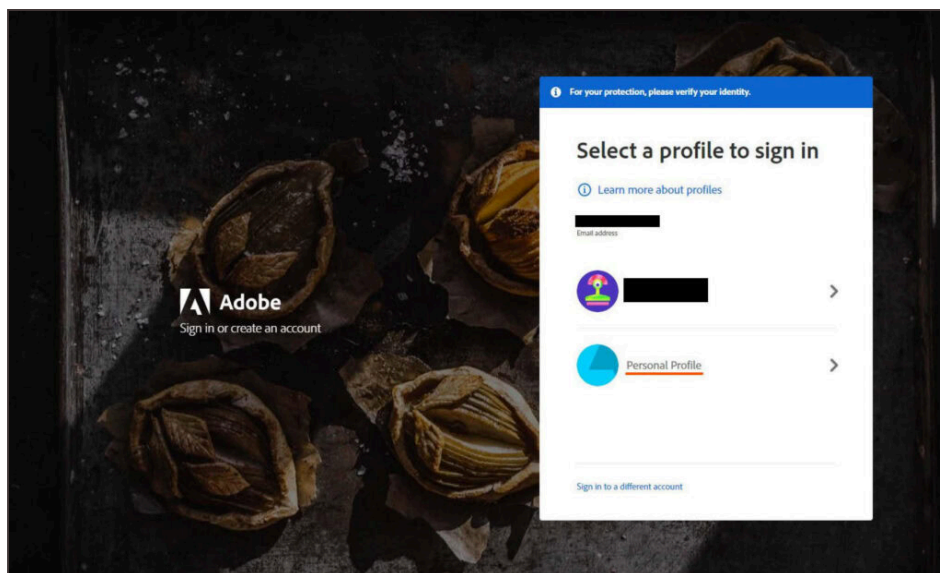 Adobe
Sign in or create an account
For your protection, please verify your identity.
Select a profile to sign in
Learn more about profiles
Email address
Personal Profile
Sign in to a different account